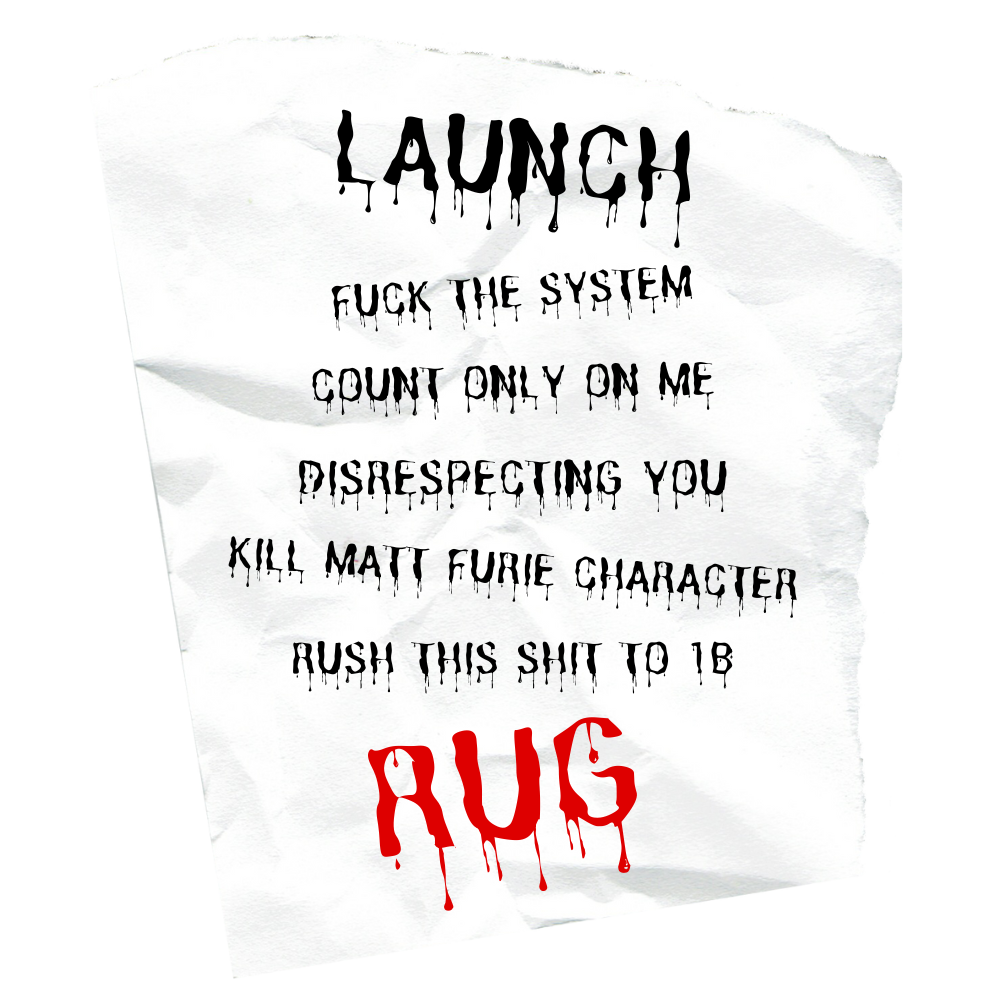 LAUNCH
FUCK THE SYSTEM
COUNT ONLY ON ME
DISRESPECTING YOU
KILL MATT FURIE CHARACTER
RUSH THIS SHIT TO 1B
RUG